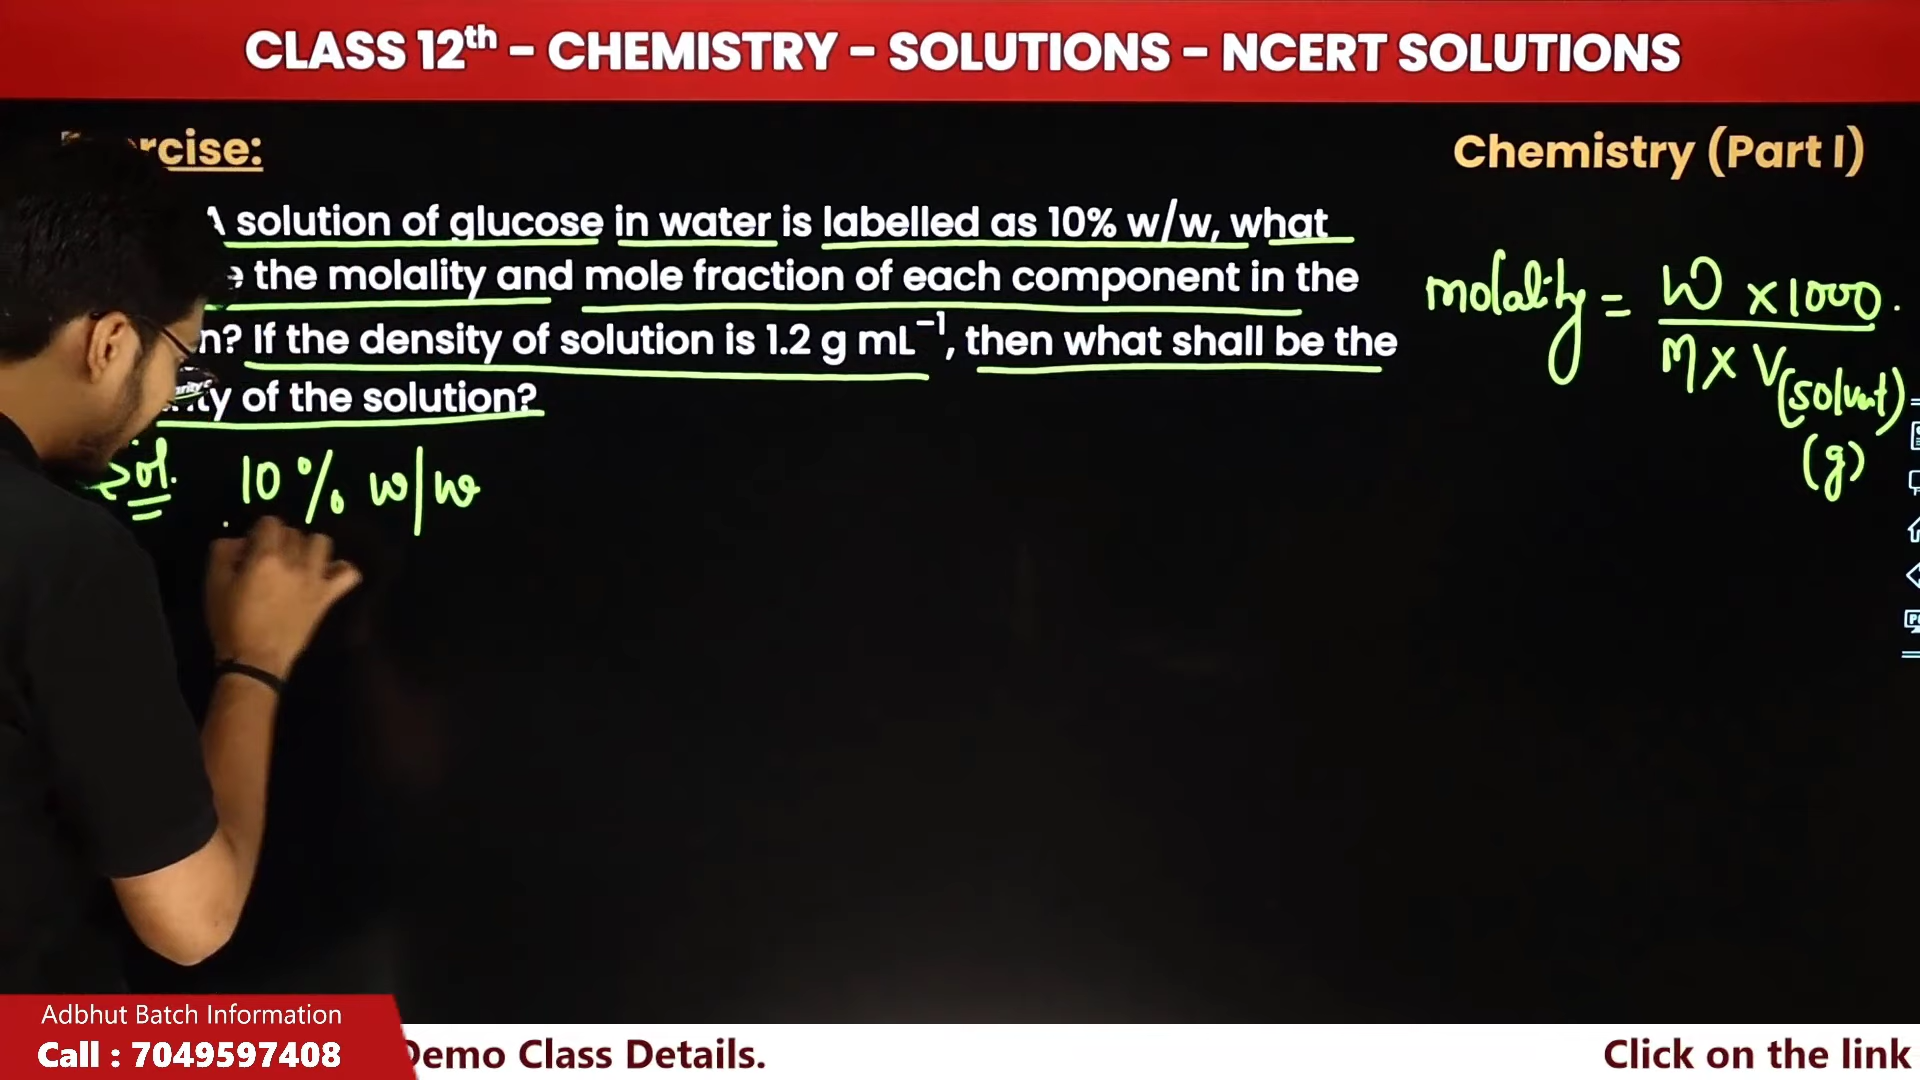 CLASS 12th - CHEMISTRY - SOLUTIONS - NCERT SOLUTIONS
rcise:
Chemistry (Part I)
A solution of glucose in water is labelled as 10% w/w, what
e the molality and mole fraction of each component in the
n? If the density of solution is 1.2 g mL⁻¹, then what shall be the
ty of the solution?
molality = W x 1000
M x V(solvent)
(g)
Sol. 10% w/w
Adbhut Batch Information
Call : 7049597408
Demo Class Details.
Click on the link